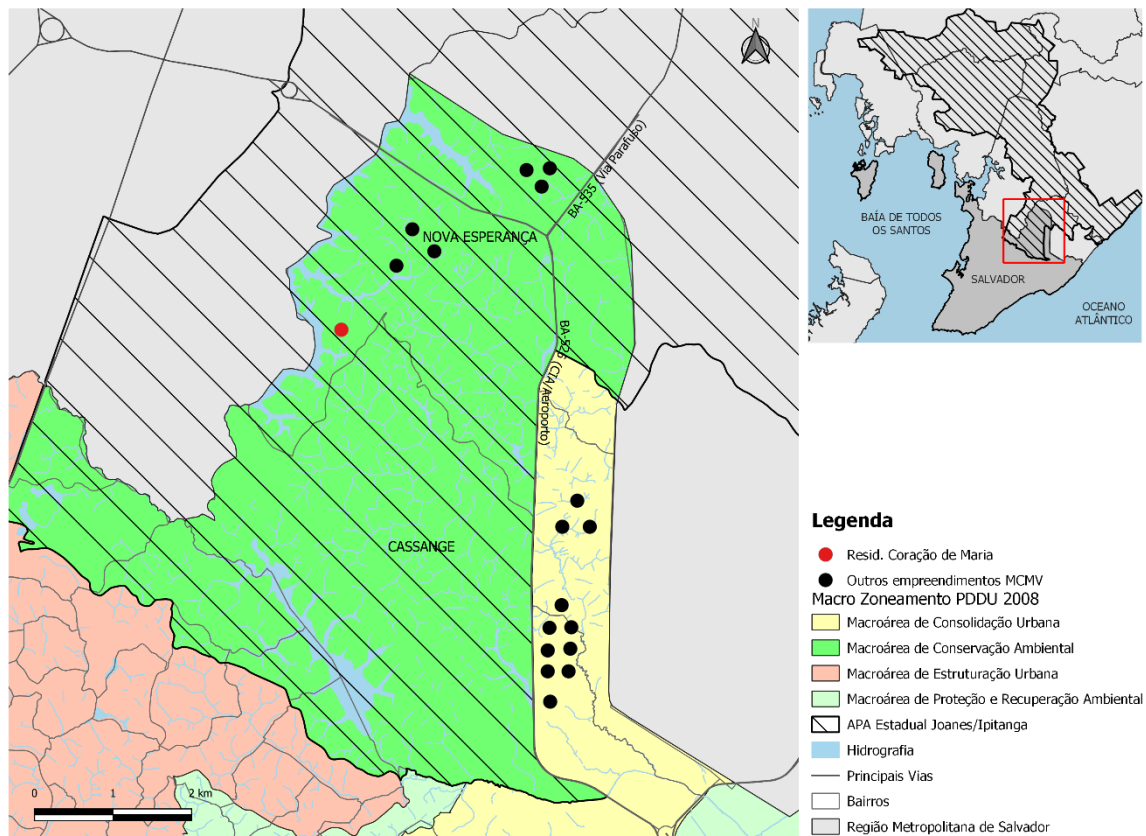 N
BA-535 (Via Parafuso)
NOVA ESPERANÇA
BA-526 (CIA/Aeroporto)
CASSANGE
0 1 2 km
BAÍA DE TODOS
OS SANTOS
SALVADOR
OCEANO
ATLÂNTICO
Legenda
Resid. Coração de Maria
Outros empreendimentos MCMV
Macro Zoneamento PDDU 2008
Macroárea de Consolidação Urbana
Macroárea de Conservação Ambiental
Macroárea de Estruturação Urbana
Macroárea de Proteção e Recuperação Ambiental
APA Estadual Joanes/Ipitanga
Hidrografia
Principais Vias
Bairros
Região Metropolitana de Salvador